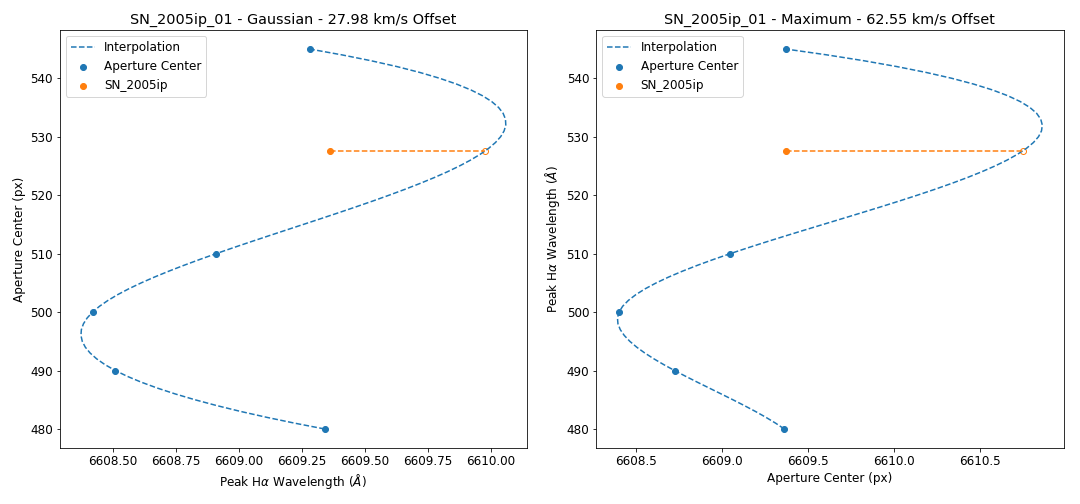 SN_2005ip_01 - Gaussian - 27.98 km/s Offset
Interpolation
Aperture Center
SN_2005ip
540
530
520
510
500
490
480
Aperture Center (px)
6608.50 6608.75 6609.00 6609.25 6609.50 6609.75 6610.00
Peak Hα Wavelength (Å)
SN_2005ip_01 - Maximum - 62.55 km/s Offset
Interpolation
Aperture Center
SN_2005ip
540
530
520
510
500
490
480
Peak Hα Wavelength (Å)
6608.5 6609.0 6609.5 6610.0 6610.5
Aperture Center (px)